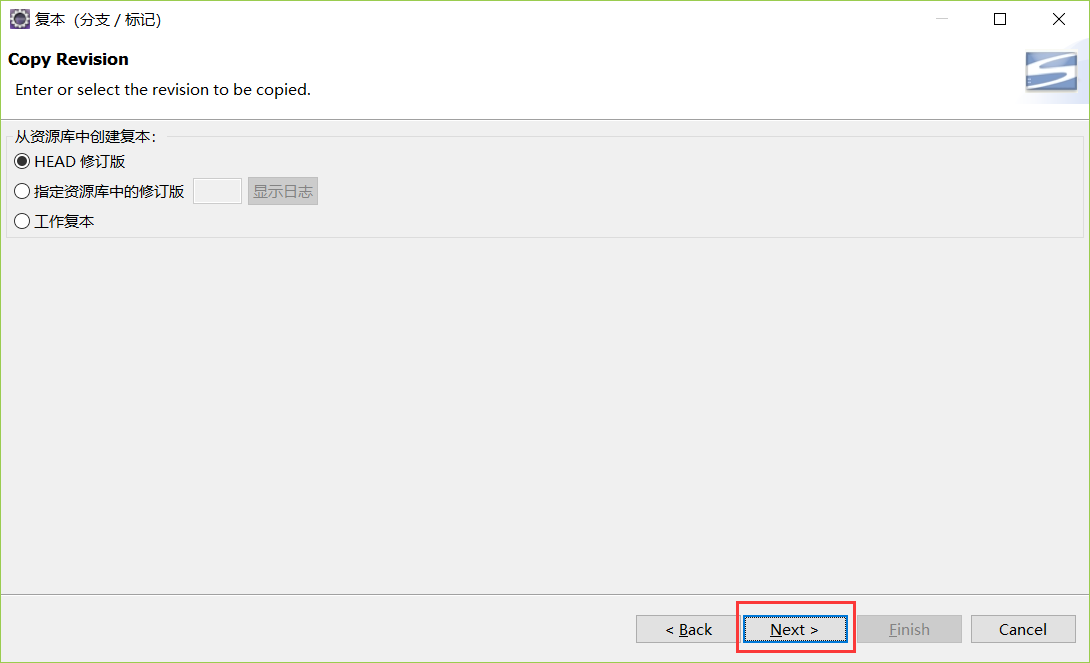 复本（分支 / 标记）
Copy Revision
Enter or select the revision to be copied.
从资源库中创建复本：
HEAD 修订版
指定资源库中的修订版 显示日志
工作复本
< Back Next > Finish Cancel